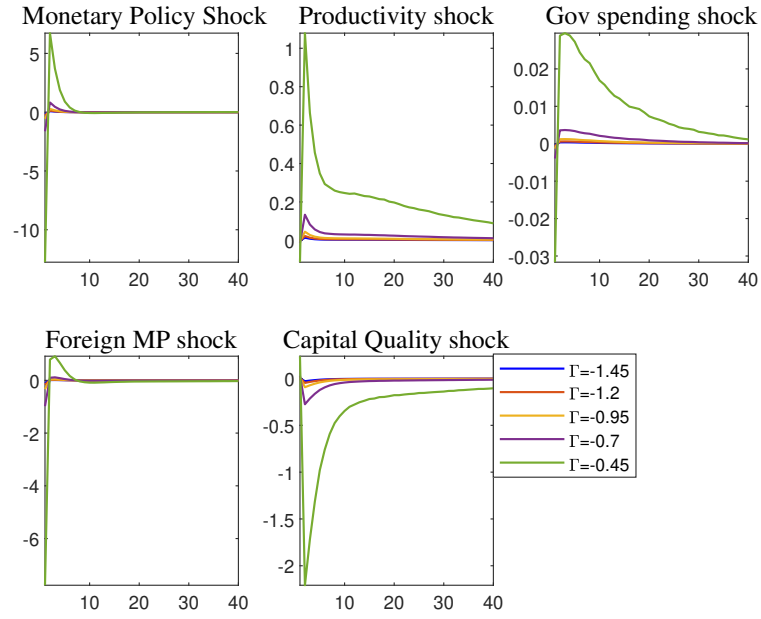 Monetary Policy Shock
5
0
-5
-10
10 20 30 40
Productivity shock
1
0.8
0.6
0.4
0.2
0
10 20 30 40
Gov spending shock
0.02
0.01
0
-0.01
-0.02
-0.03
10 20 30 40
Foreign MP shock
0
-2
-4
-6
10 20 30 40
Capital Quality shock
0
-0.5
-1
-1.5
-2
10 20 30 40
Γ=-1.45
Γ=-1.2
Γ=-0.95
Γ=-0.7
Γ=-0.45